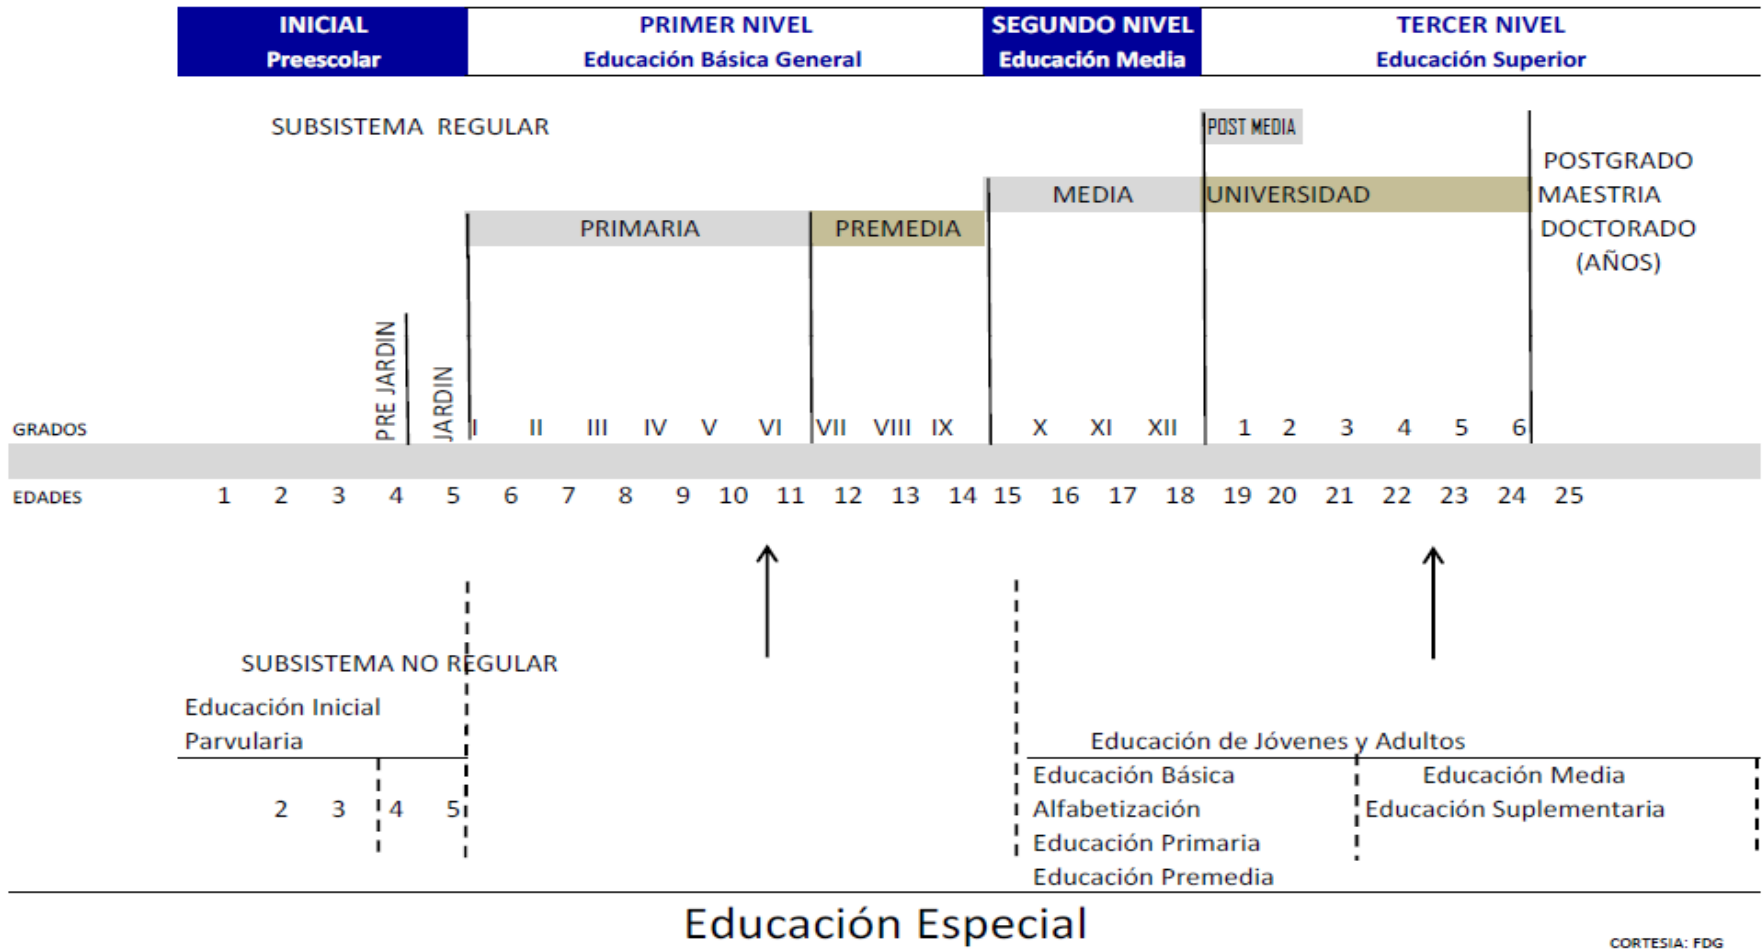 INICIAL PRIMER NIVEL SEGUNDO NIVEL TERCER NIVEL
Preescolar Educación Básica General Educación Media Educación Superior
SUBSISTEMA REGULAR
POST MEDIA
POSTGRADO
MEDIA UNIVERSIDAD MAESTRIA
PRIMARIA PREMEDIA DOCTORADO
(AÑOS)
PRE JARDIN
JARDIN
GRADOS I II III IV V VI VII VIII IX X XI XII 1 2 3 4 5 6
EDADES 1 2 3 4 5 6 7 8 9 10 11 12 13 14 15 16 17 18 19 20 21 22 23 24 25
SUBSISTEMA NO REGULAR
Educación Inicial
Parvularia
2 3 4 5
Educación de Jóvenes y Adultos
Educación Básica
Alfabetización
Educación Primaria
Educación Premedia
Educación Media
Educación Suplementaria
Educación Especial
CORTESIA: FDG